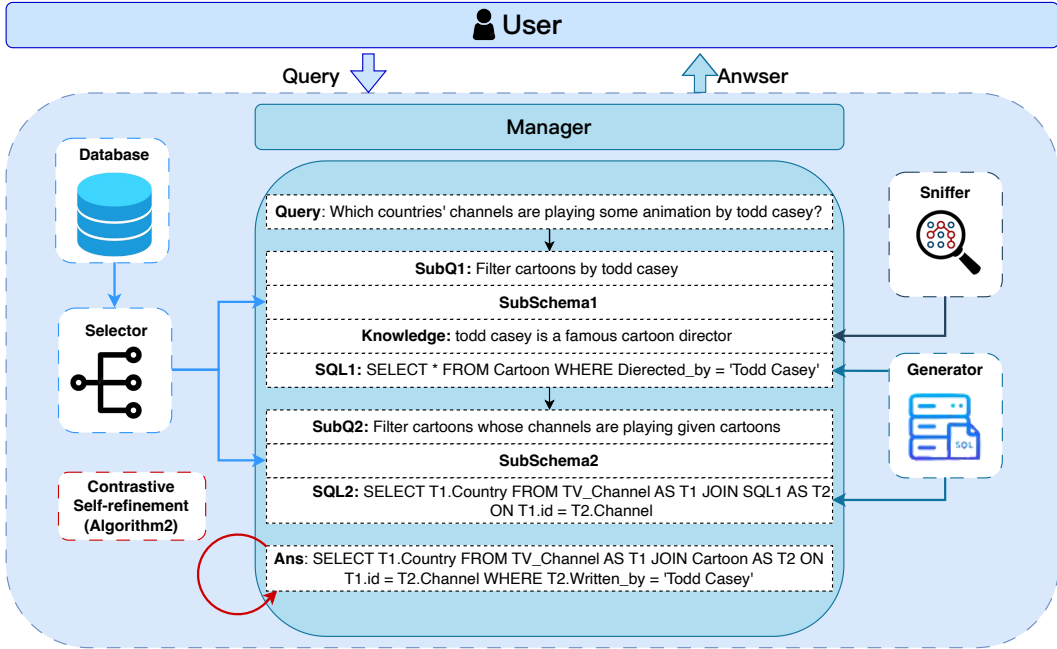 User
Query
Anwser
Manager
Database
Selector
Contrastive
Self-refinement
(Algorithm2)
Query: Which countries' channels are playing some animation by todd casey?
SubQ1: Filter cartoons by todd casey
SubSchema1
Knowledge: todd casey is a famous cartoon director
SQL1: SELECT * FROM Cartoon WHERE Dierected_by = 'Todd Casey'
SubQ2: Filter cartoons whose channels are playing given cartoons
SubSchema2
SQL2: SELECT T1.Country FROM TV_Channel AS T1 JOIN SQL1 AS T2
ON T1.id = T2.Channel
Ans: SELECT T1.Country FROM TV_Channel AS T1 JOIN Cartoon AS T2 ON
T1.id = T2.Channel WHERE T2.Written_by = 'Todd Casey'
Sniffer
Generator
SQL